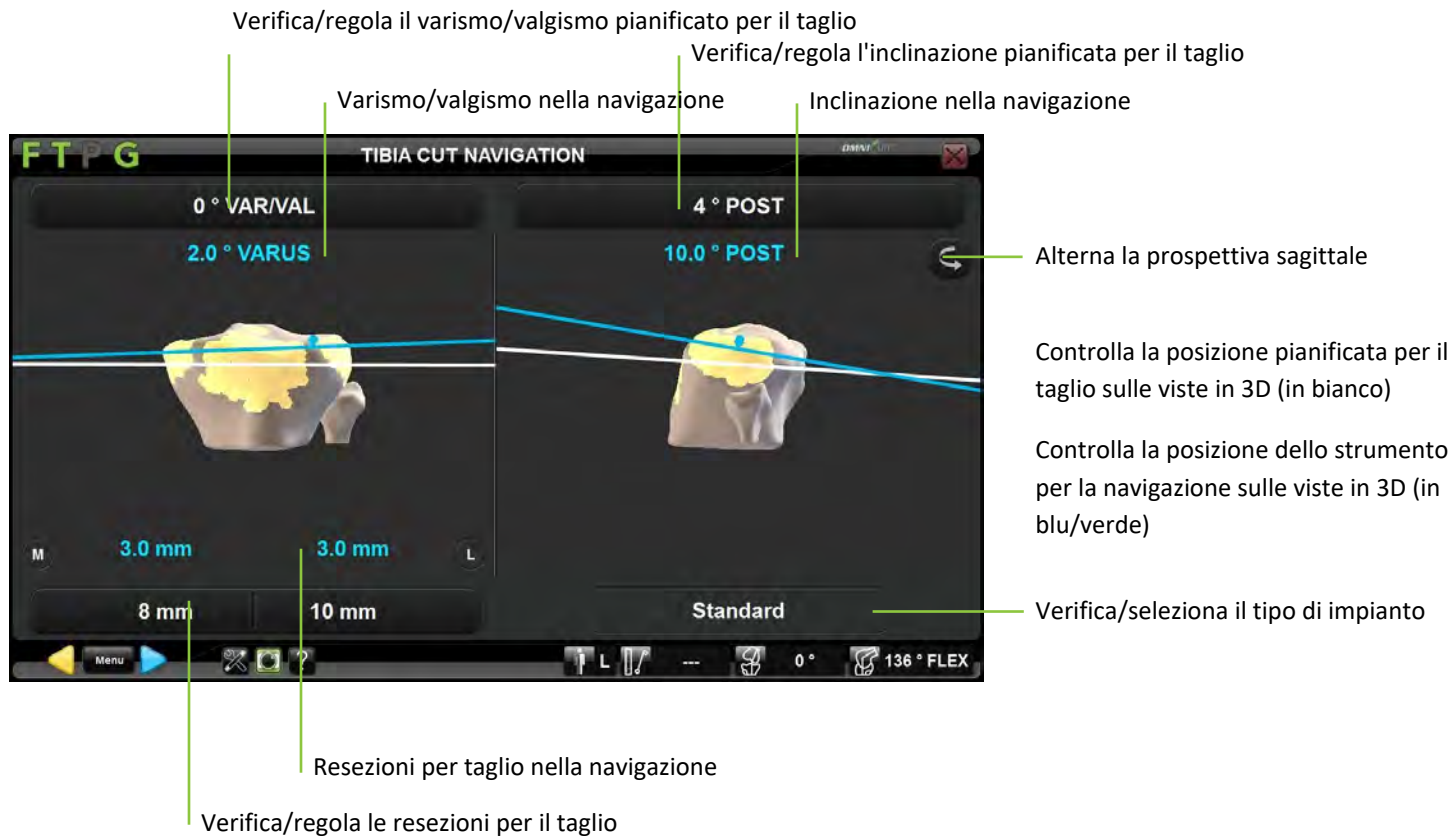 Verifica/regola il varismo/valgismo pianificato per il taglio
Verifica/regola l'inclinazione pianificata per il taglio
Varismo/valgismo nella navigazione
Inclinazione nella navigazione
F T P G
TIBIA CUT NAVIGATION
0 ° VAR/VAL
4 ° POST
2.0 ° VARUS
10.0 ° POST
Alterna la prospettiva sagittale
Controlla la posizione pianificata per il
taglio sulle viste in 3D (in bianco)
Controlla la posizione dello strumento
per la navigazione sulle viste in 3D (in
blu/verde)
M
3.0 mm
3.0 mm
L
8 mm
10 mm
Standard
Verifica/seleziona il tipo di impianto
Menu
?
L
---
0 °
136 ° FLEX
Resezioni per taglio nella navigazione
Verifica/regola le resezioni per il taglio